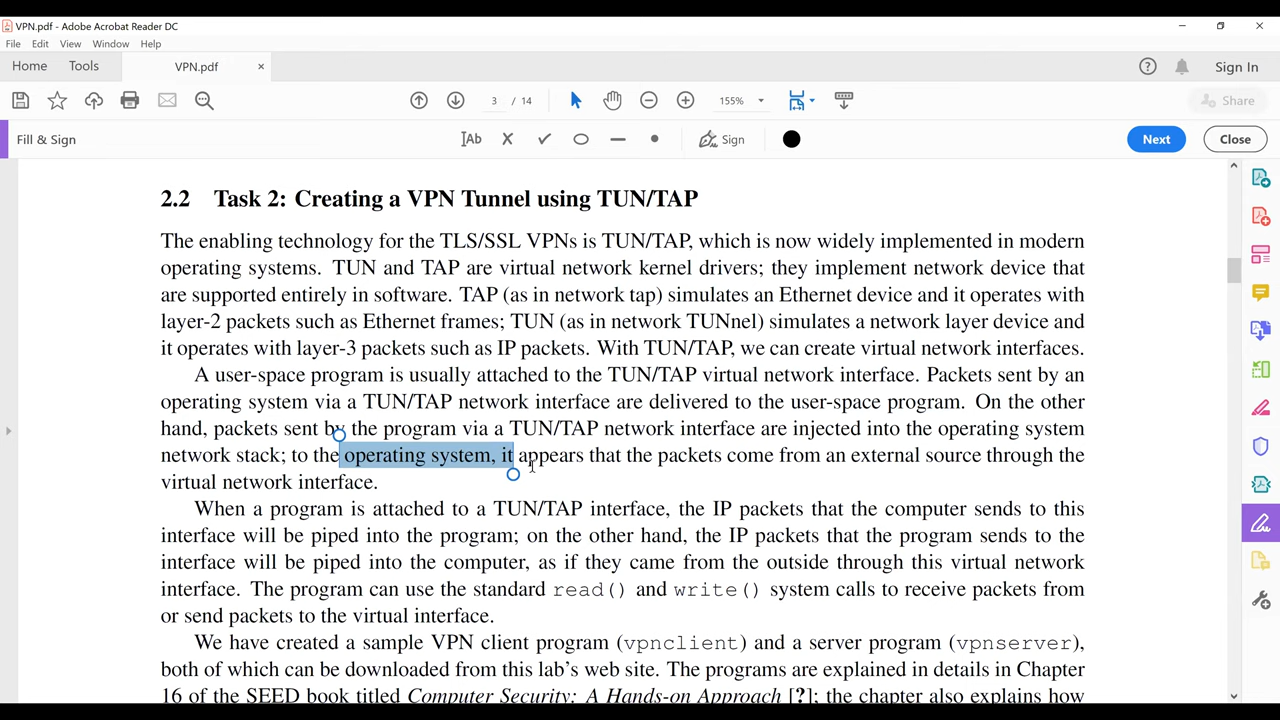 VPN.pdf - Adobe Acrobat Reader DC
File Edit View Window Help
Home Tools VPN.pdf × Sign In
3 / 14 155% Share
Fill & Sign Ab Sign Next Close
2.2 Task 2: Creating a VPN Tunnel using TUN/TAP
The enabling technology for the TLS/SSL VPNs is TUN/TAP, which is now widely implemented in modern
operating systems. TUN and TAP are virtual network kernel drivers; they implement network device that
are supported entirely in software. TAP (as in network tap) simulates an Ethernet device and it operates with
layer-2 packets such as Ethernet frames; TUN (as in network TUNnel) simulates a network layer device and
it operates with layer-3 packets such as IP packets. With TUN/TAP, we can create virtual network interfaces.
A user-space program is usually attached to the TUN/TAP virtual network interface. Packets sent by an
operating system via a TUN/TAP network interface are delivered to the user-space program. On the other
hand, packets sent by the program via a TUN/TAP network interface are injected into the operating system
network stack; to the operating system, it appears that the packets come from an external source through the
virtual network interface.
When a program is attached to a TUN/TAP interface, the IP packets that the computer sends to this
interface will be piped into the program; on the other hand, the IP packets that the program sends to the
interface will be piped into the computer, as if they came from the outside through this virtual network
interface. The program can use the standard read() and write() system calls to receive packets from
or send packets to the virtual interface.
We have created a sample VPN client program (vpnclient) and a server program (vpnserver),
both of which can be downloaded from this lab's web site. The programs are explained in details in Chapter
16 of the SEED book titled Computer Security: A Hands-on Approach [?]; the chapter also explains how